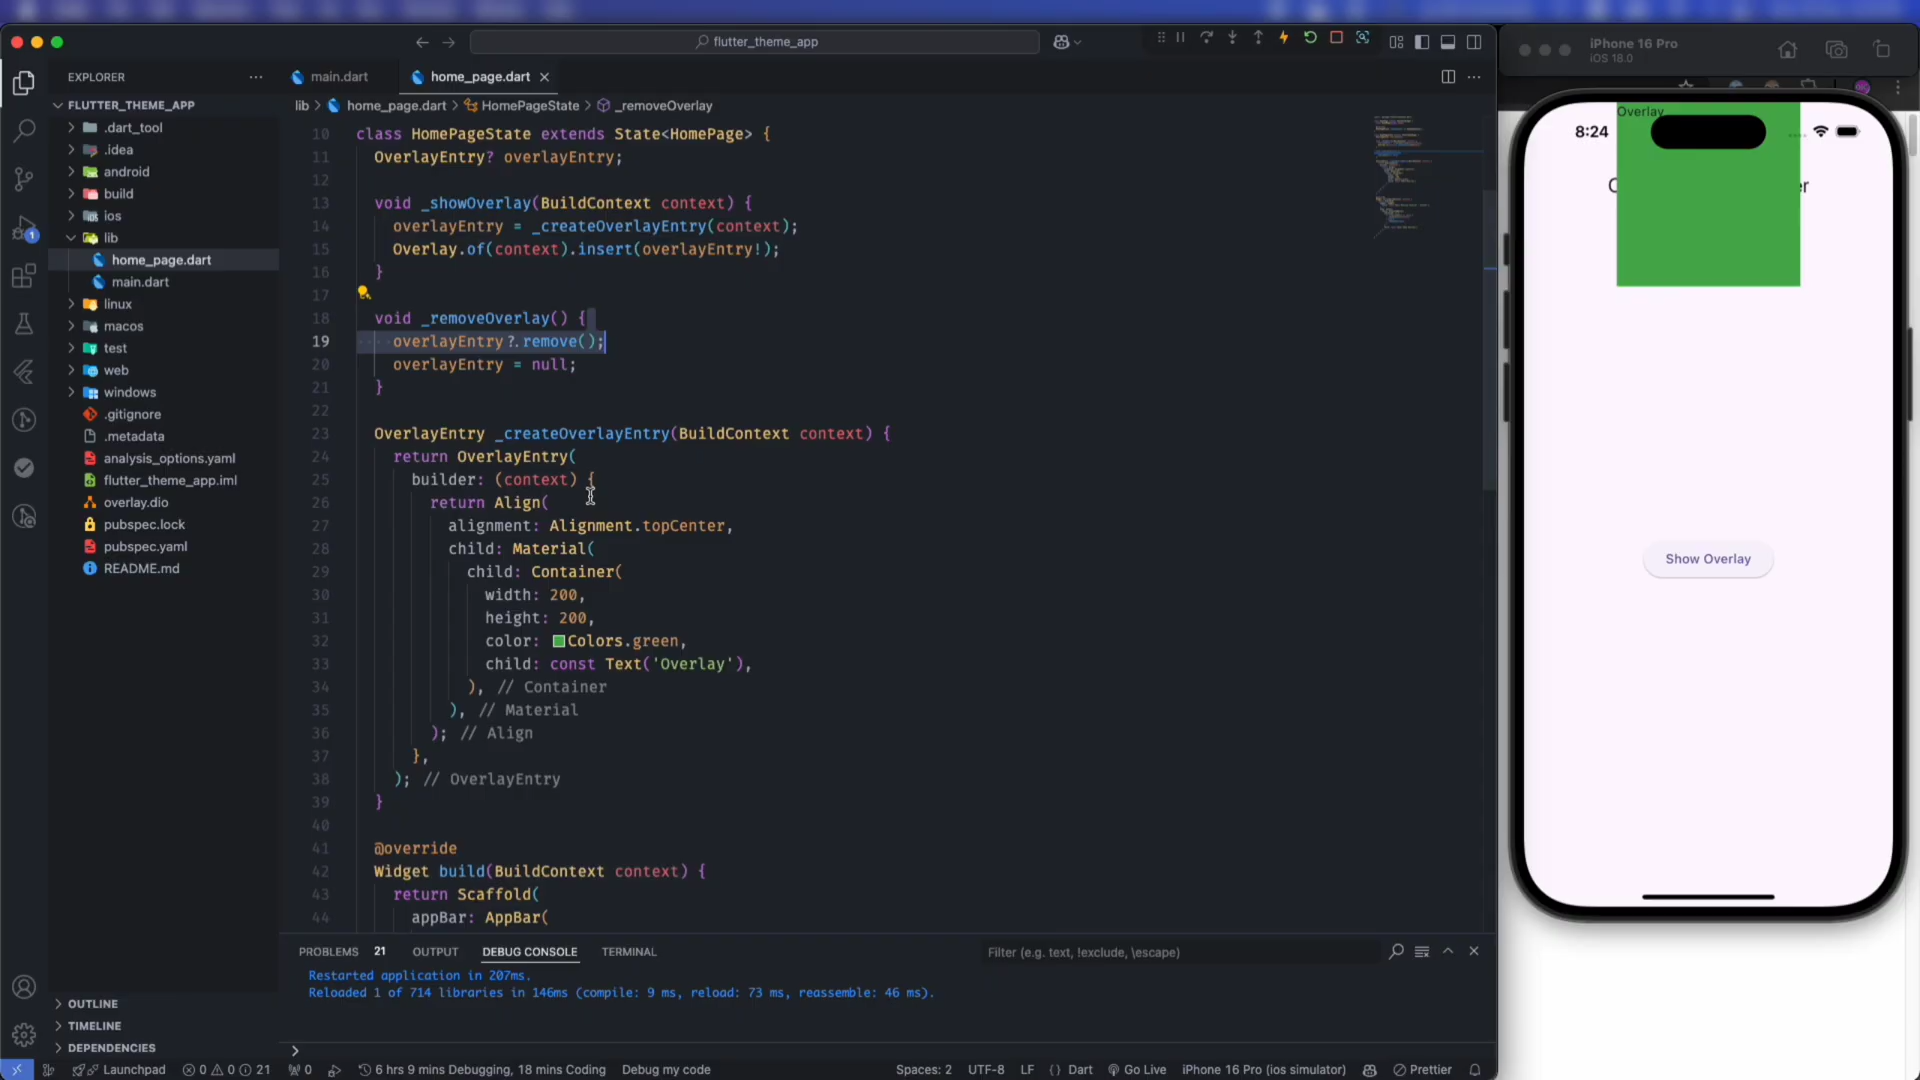 flutter_theme_app
iPhone 16 Pro
iOS 18.0
EXPLORER
main.dart
home_page.dart
FLUTTER_THEME_APP
lib > home_page.dart > HomePageState > _removeOverlay
.dart_tool
.idea
android
build
ios
lib
home_page.dart
main.dart
linux
macos
test
web
windows
.gitignore
.metadata
analysis_options.yaml
flutter_theme_app.iml
overlay.dio
pubspec.lock
pubspec.yaml
README.md
OUTLINE
TIMELINE
DEPENDENCIES
1
10 class HomePageState extends State<HomePage> {
11 OverlayEntry? overlayEntry;
12
13 void _showOverlay(BuildContext context) {
14 overlayEntry = _createOverlayEntry(context);
15 Overlay.of(context).insert(overlayEntry!);
16 }
17
18 void _removeOverlay() {
19 overlayEntry?.remove();
20 overlayEntry = null;
21 }
22
23 OverlayEntry _createOverlayEntry(BuildContext context) {
24 return OverlayEntry(
25 builder: (context) {
26 return Align(
27 alignment: Alignment.topCenter,
28 child: Material(
29 child: Container(
30 width: 200,
31 height: 200,
32 color: Colors.green,
33 child: const Text('Overlay'),
34 ), // Container
35 ), // Material
36 ); // Align
37 },
38 ); // OverlayEntry
39 }
40
41 @override
42 Widget build(BuildContext context) {
43 return Scaffold(
44 appBar: AppBar(
PROBLEMS 21 OUTPUT DEBUG CONSOLE TERMINAL
Filter (e.g. text, !exclude, \escape)
Restarted application in 207ms.
Reloaded 1 of 714 libraries in 146ms (compile: 9 ms, reload: 73 ms, reassemble: 46 ms).
Launchpad 0 0 21 0 6 hrs 9 mins Debugging, 18 mins Coding Debug my code Spaces: 2 UTF-8 LF {} Dart Go Live iPhone 16 Pro (ios simulator) Prettier
Overlay
8:24
Show Overlay